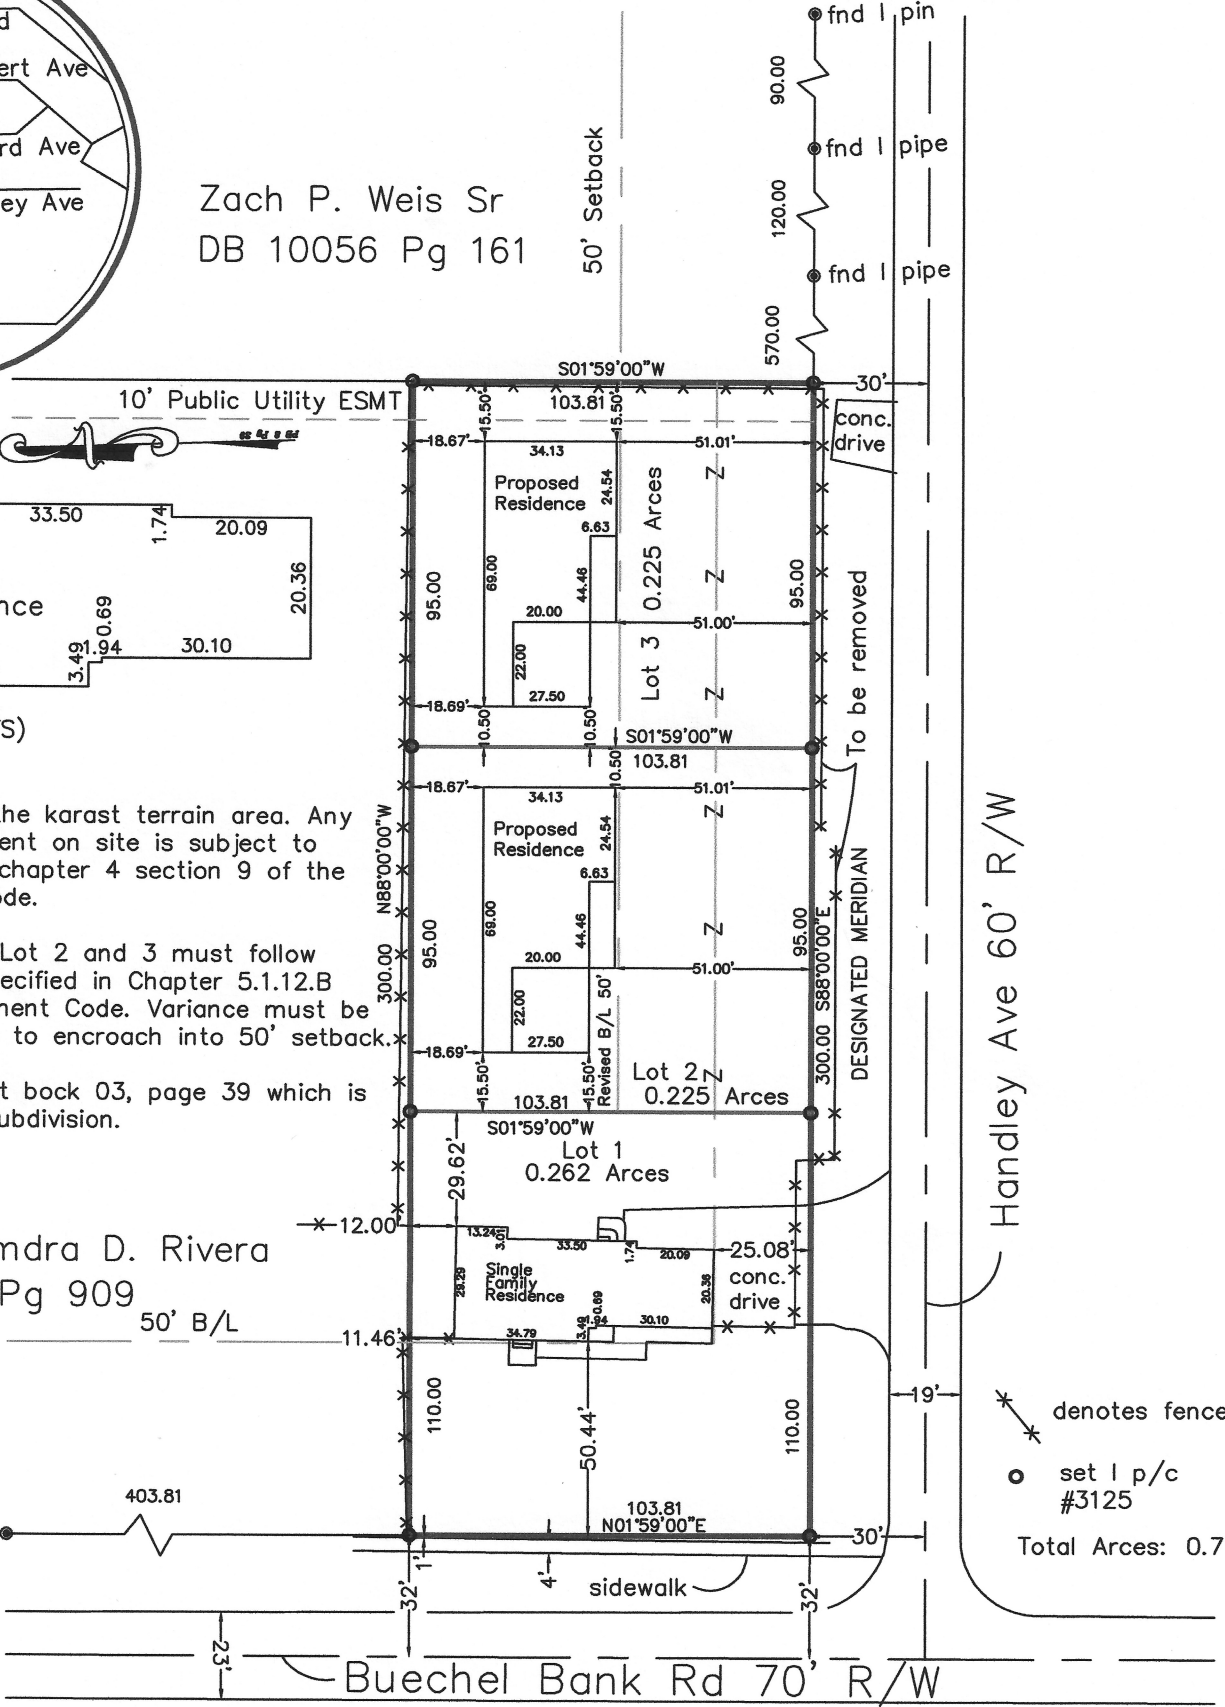 fnd I pin
ert Ave
90.00
rd Ave
fnd I pipe
ey Ave
Zach P. Weis Sr
DB 10056 Pg 161
50' Setback
120.00
fnd I pipe
570.00
S01°59'00"W
103.81
30'
10' Public Utility ESMT
15.50'
15.50'
conc.
drive
18.67'
34.13
51.01'
Proposed
Residence
24.54
6.63
69.00
44.46
20.00
22.00
27.50
51.00'
Lot 3 0.225 Arces
95.00
95.00
18.69'
10.50'
10.50'
33.50
1.74
20.09
20.36
nce
0.69
1.94
3.49
30.10
S)
To be removed
S01°59'00"W
103.81
10.50'
18.67'
34.13
51.01'
Proposed
Residence
24.54
6.63
69.00
44.46
20.00
22.00
27.50
51.00'
Revised B/L 50'
95.00
95.00
18.69'
15.50'
15.50'
Lot 2
0.225 Arces
N88°00'00"W
300.00
300.00 S88°00'00"E
DESIGNATED MERIDIAN
Handley Ave 60' R/W
the karast terrain area. Any
ent on site is subject to
chapter 4 section 9 of the
ode.
Lot 2 and 3 must follow
ecified in Chapter 5.1.12.B
ment Code. Variance must be
to encroach into 50' setback.
t bock 03, page 39 which is
ubdivision.
103.81
S01°59'00"W
Lot 1
0.262 Arces
29.62'
12.00'
13.24
3.01
33.50
1.74
20.09
25.08'
Single
Family
Residence
29.29
20.36
conc.
drive
0.69
1.94
3.49
30.10
34.79
11.46'
mdra D. Rivera
Pg 909
50' B/L
110.00
50.44'
110.00
19'
denotes fence
set I p/c
#3125
403.81
103.81
N01°59'00"E
30'
Total Arces: 0.7
1'
4'
sidewalk
32'
32'
23'
Buechel Bank Rd 70' R/W